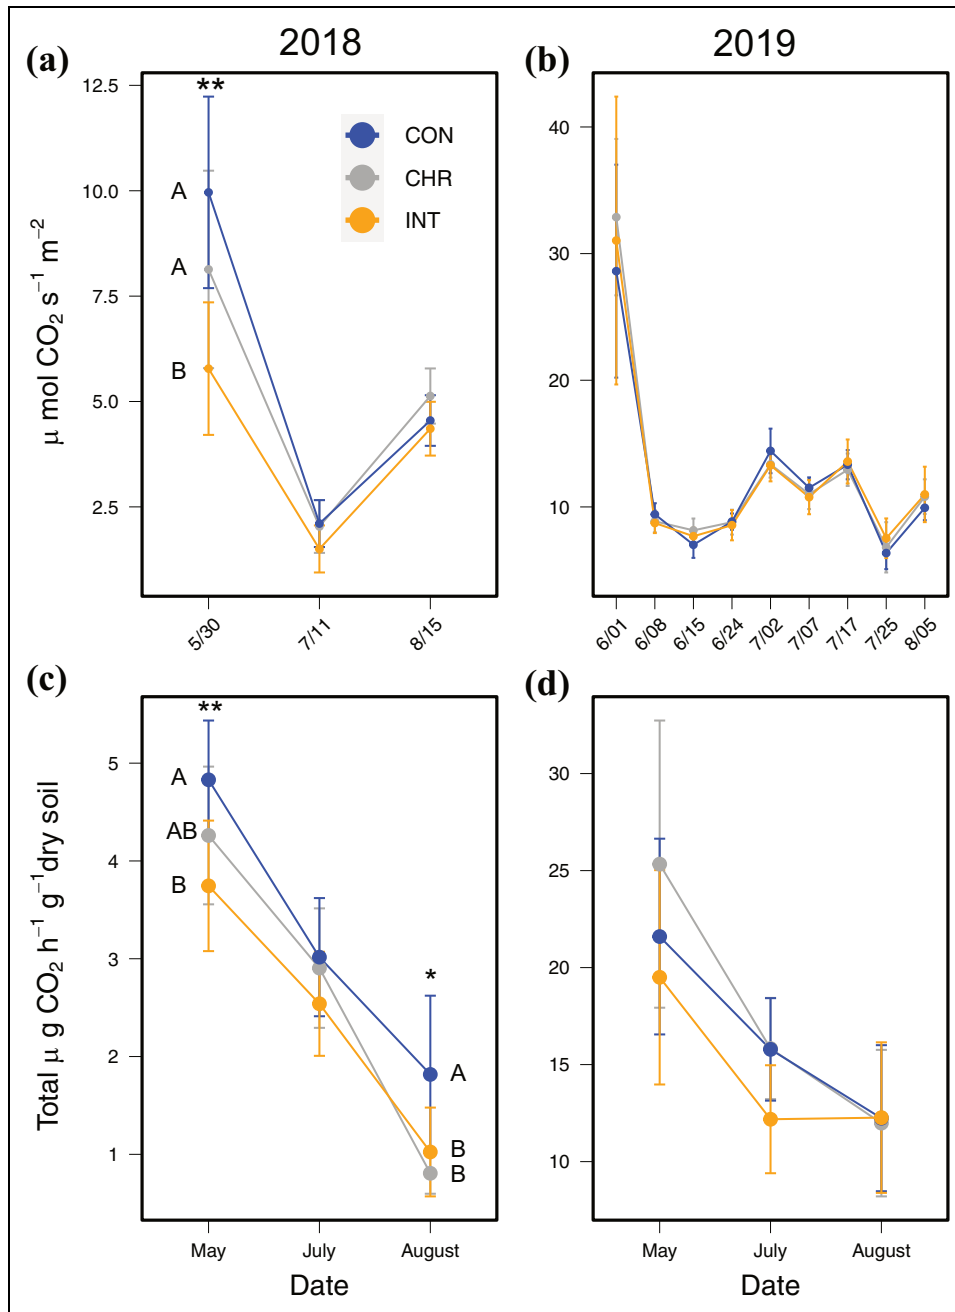 2018
2019
(a)
(b)
**
12.5
10.0
7.5
5.0
2.5
μ mol CO₂ s⁻¹ m⁻²
A
A
B
CON
CHR
INT
5/30
7/11
8/15
40
30
20
10
6/01
6/08
6/15
6/24
7/02
7/07
7/17
7/25
8/05
(c)
(d)
**
5
4
3
2
1
Total μ g CO₂ h⁻¹ g⁻¹dry soil
A
AB
B
*
A
B
B
May
July
August
Date
30
25
20
15
10
May
July
August
Date